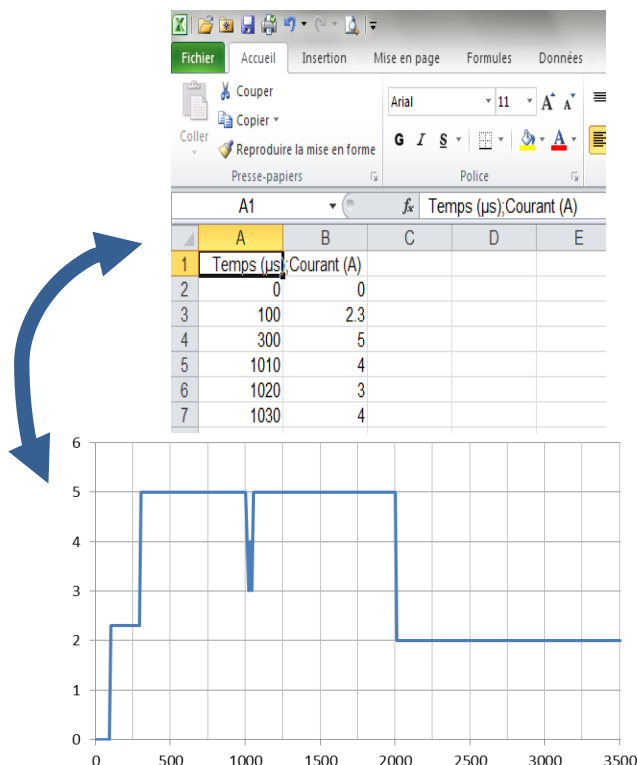 Fichier Accueil Insertion Mise en page Formules Données
Couper
Copier
Coller
Reproduire la mise en forme
Presse-papiers
Arial 11 A A
G I S A
Police
A1 fx Temps (µs);Courant (A)
A B C D E
1 Temps (µs);Courant (A)
2 0 0
3 100 2.3
4 300 5
5 1010 4
6 1020 3
7 1030 4
6
5
4
3
2
1
0
0 500 1000 1500 2000 2500 3000 3500